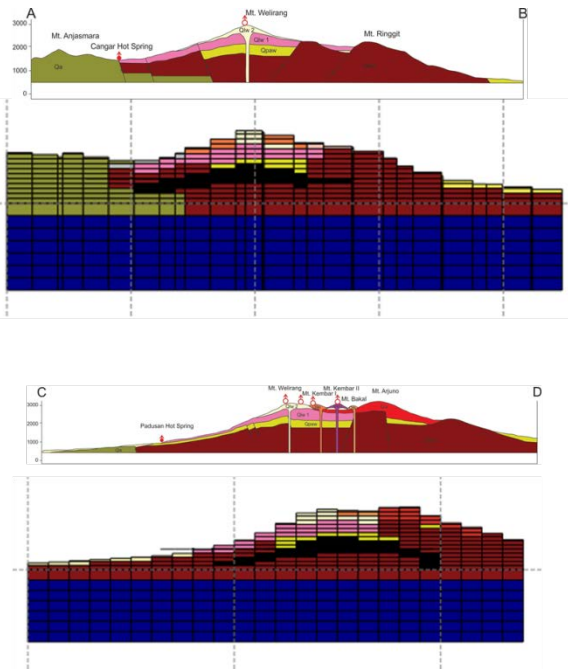 A
B
Mt. Welirang
Mt. Anjasmara
Mt. Ringgit
Cangar Hot Spring
3000
2000
1000
0
Qlw 2
Qlw 1
Qpaw
Qa
C
D
Mt. Welirang
Mt. Kembar II
Mt. Kembar I
Mt. Bakal
Mt. Arjuno
Padusan Hot Spring
3000
2000
1000
0
Qlw 1
Qpaw